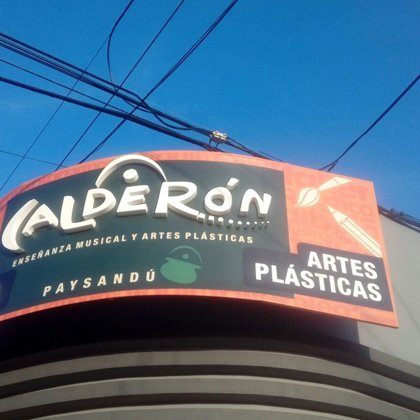 CALDERÓN
ENSEÑANZA MUSICAL Y ARTES PLÁSTICAS
PAYSANDÚ
ARTES
PLÁSTICAS